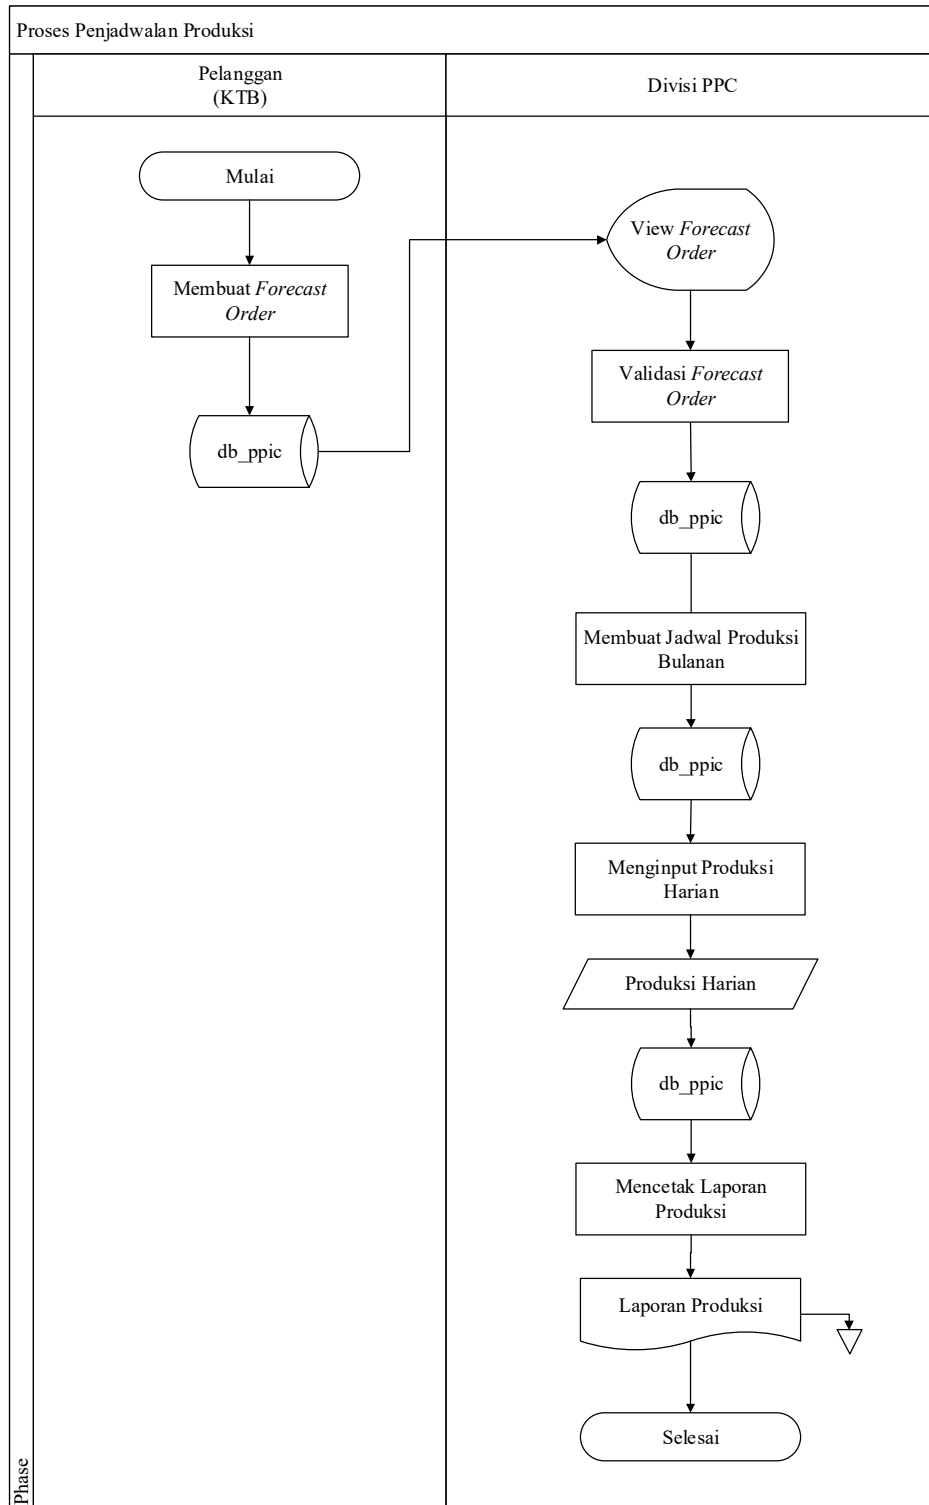 Proses Penjadwalan Produksi
Pelanggan
(KTB)
Divisi PPC
Mulai
Membuat Forecast
Order
db_ppic
View Forecast
Order
Validasi Forecast
Order
db_ppic
Membuat Jadwal Produksi
Bulanan
db_ppic
Menginput Produksi
Harian
Produksi Harian
db_ppic
Mencetak Laporan
Produksi
Laporan Produksi
Selesai
Phase